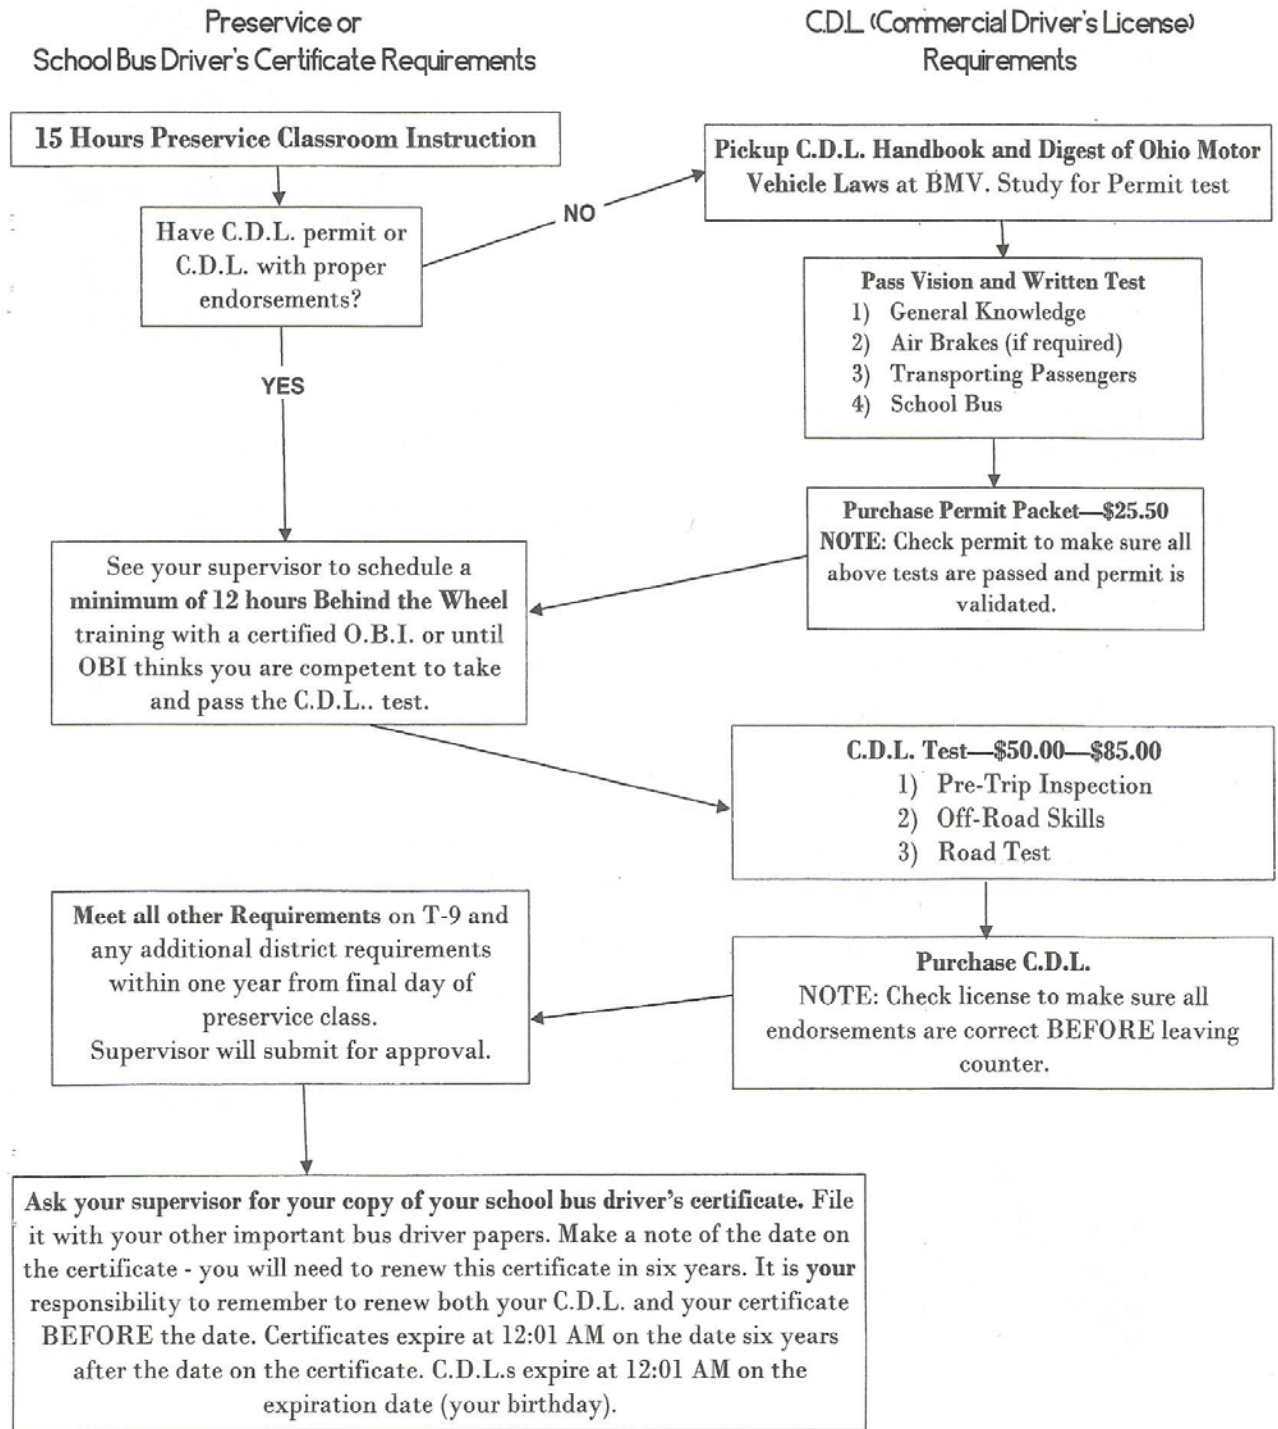 Preservice or
School Bus Driver's Certificate Requirements
C.D.L. (Commercial Driver's License)
Requirements
15 Hours Preservice Classroom Instruction
Have C.D.L. permit or
C.D.L. with proper
endorsements?
NO
YES
Pickup C.D.L. Handbook and Digest of Ohio Motor
Vehicle Laws at BMV. Study for Permit test
Pass Vision and Written Test
1) General Knowledge
2) Air Brakes (if required)
3) Transporting Passengers
4) School Bus
Purchase Permit Packet—$25.50
NOTE: Check permit to make sure all
above tests are passed and permit is
validated.
See your supervisor to schedule a
minimum of 12 hours Behind the Wheel
training with a certified O.B.I. or until
OBI thinks you are competent to take
and pass the C.D.L.. test.
C.D.L. Test—$50.00—$85.00
1) Pre-Trip Inspection
2) Off-Road Skills
3) Road Test
Purchase C.D.L.
NOTE: Check license to make sure all
endorsements are correct BEFORE leaving
counter.
Meet all other Requirements on T-9 and
any additional district requirements
within one year from final day of
preservice class.
Supervisor will submit for approval.
Ask your supervisor for your copy of your school bus driver's certificate. File
it with your other important bus driver papers. Make a note of the date on
the certificate - you will need to renew this certificate in six years. It is your
responsibility to remember to renew both your C.D.L. and your certificate
BEFORE the date. Certificates expire at 12:01 AM on the date six years
after the date on the certificate. C.D.L.s expire at 12:01 AM on the
expiration date (your birthday).